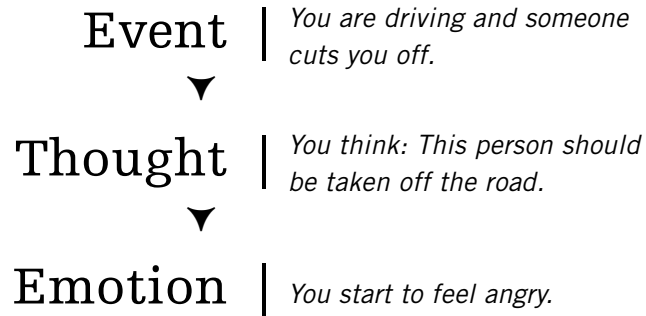 Event
You are driving and someone
cuts you off.
Thought
You think: This person should
be taken off the road.
Emotion
You start to feel angry.